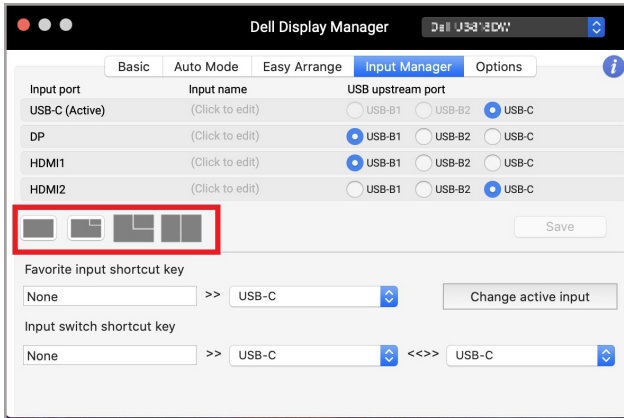 Dell Display Manager
Basic Auto Mode Easy Arrange Input Manager Options i
Input port Input name USB upstream port
USB-C (Active) (Click to edit) USB-B1 USB-B2 USB-C
DP (Click to edit) USB-B1 USB-B2 USB-C
HDMI1 (Click to edit) USB-B1 USB-B2 USB-C
HDMI2 (Click to edit) USB-B1 USB-B2 USB-C
Save
Favorite input shortcut key
None >> USB-C Change active input
Input switch shortcut key
None >> USB-C <<>> USB-C